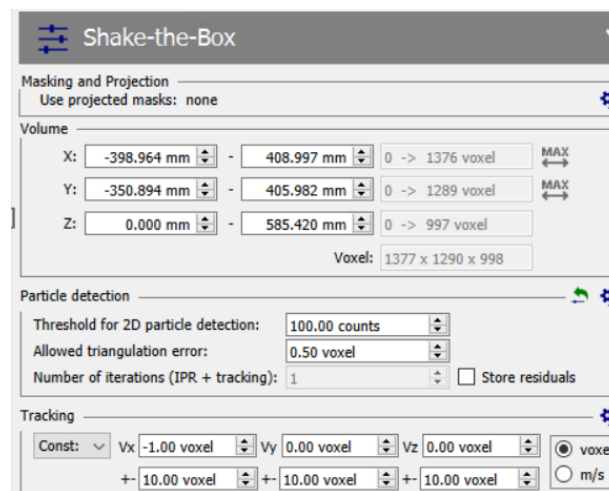 Shake-the-Box
Masking and Projection
Use projected masks: none
Volume
X: -398.964 mm - 408.997 mm 0 -> 1376 voxel MAX
Y: -350.894 mm - 405.982 mm 0 -> 1289 voxel MAX
Z: 0.000 mm - 585.420 mm 0 -> 997 voxel
Voxel: 1377 x 1290 x 998
Particle detection
Threshold for 2D particle detection: 100.00 counts
Allowed triangulation error: 0.50 voxel
Number of iterations (IPR + tracking): 1 Store residuals
Tracking
Const: Vx -1.00 voxel Vy 0.00 voxel Vz 0.00 voxel voxe
+- 10.00 voxel +- 10.00 voxel +- 10.00 voxel m/s